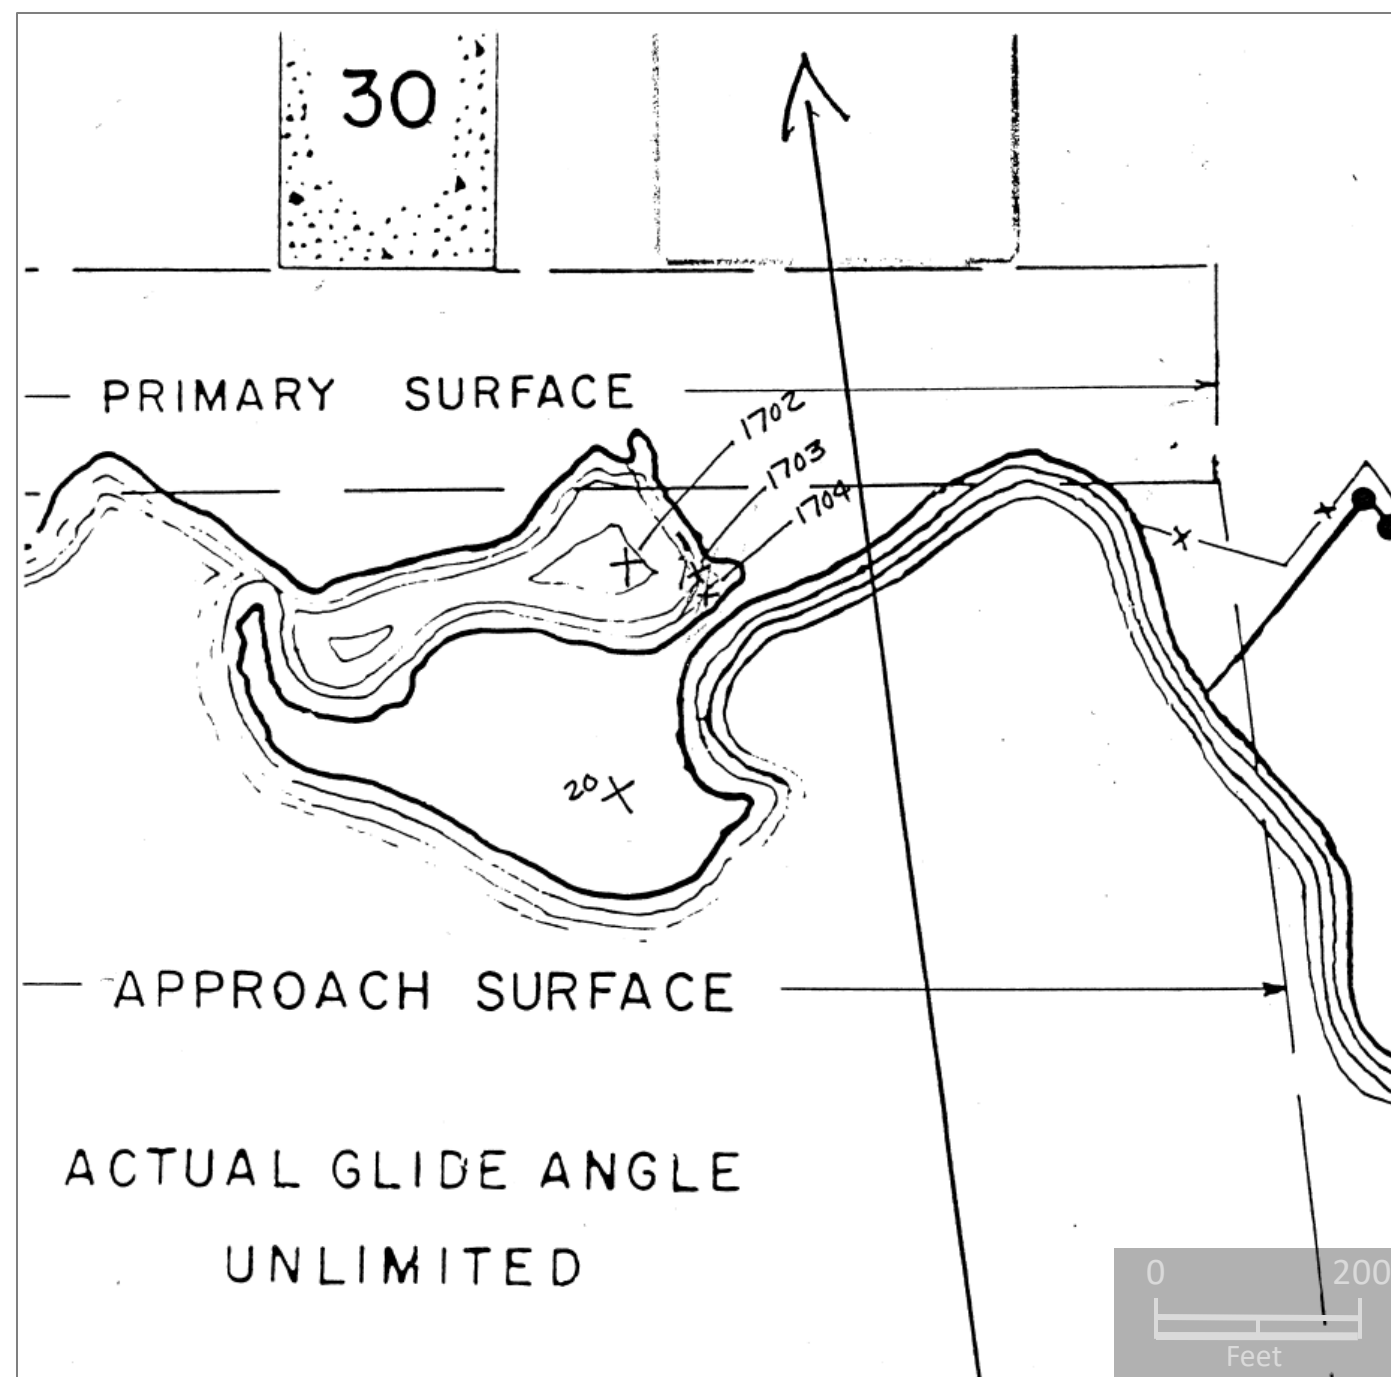 30
PRIMARY SURFACE
1702
1703
1704
20
APPROACH SURFACE
ACTUAL GLIDE ANGLE
UNLIMITED
0 200
Feet